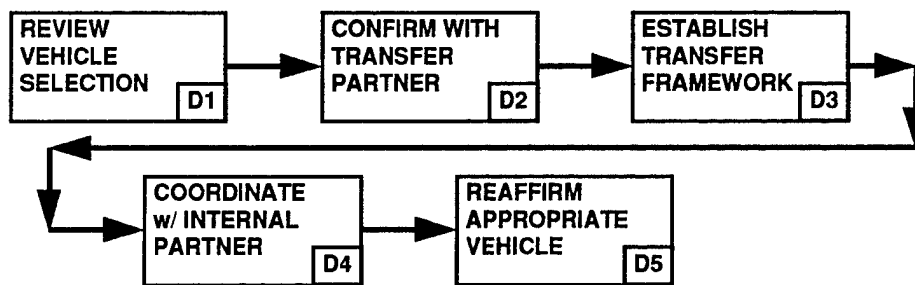 REVIEW
VEHICLE
SELECTION
D1
CONFIRM WITH
TRANSFER
PARTNER
D2
ESTABLISH
TRANSFER
FRAMEWORK
D3
COORDINATE
w/ INTERNAL
PARTNER
D4
REAFFIRM
APPROPRIATE
VEHICLE
D5